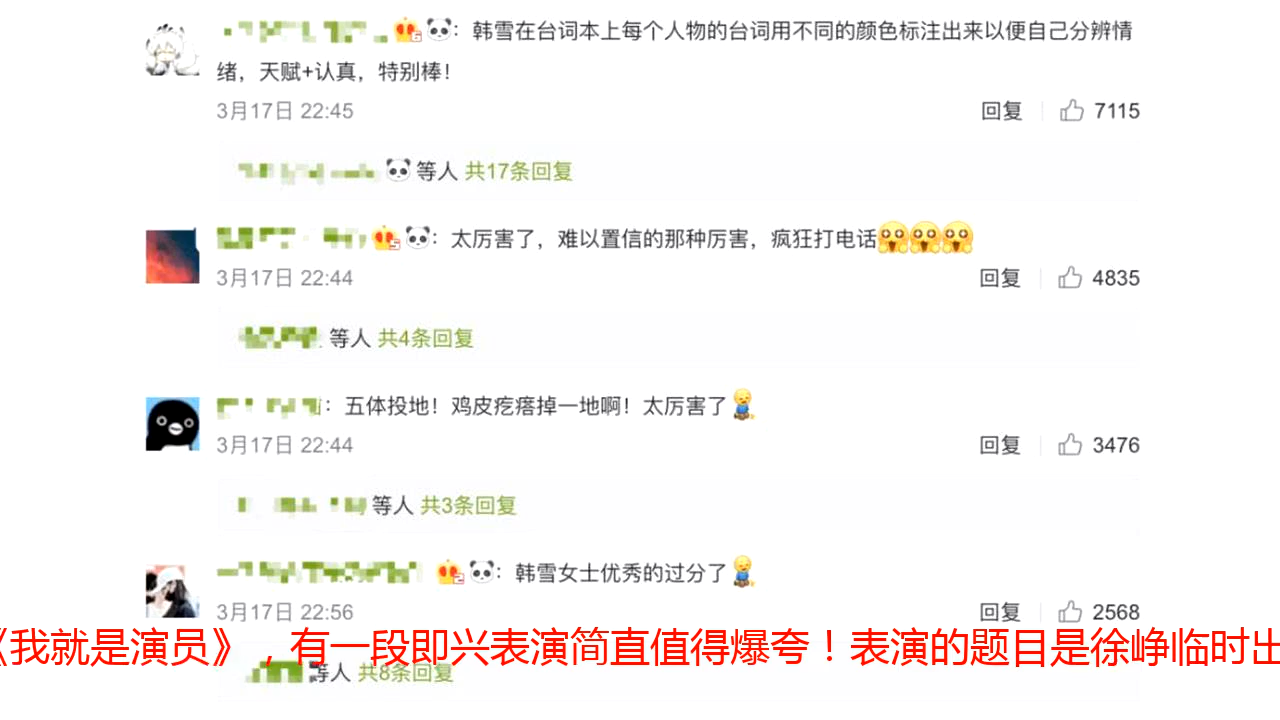 ：韩雪在台词本上每个人物的台词用不同的颜色标注出来以便自己分辨情
绪，天赋+认真，特别棒！
3月17日 22:45 回复 7115
等人 共17条回复
：太厉害了，难以置信的那种厉害，疯狂打电话
3月17日 22:44 回复 4835
等人 共4条回复
：五体投地！鸡皮疙瘩掉一地啊！太厉害了
3月17日 22:44 回复 3476
等人 共3条回复
：韩雪女士优秀的过分了
3月17日 22:56 回复 2568
《我就是演员》，有一段即兴表演简直值得爆夸！表演的题目是徐峥临时出
等人 共8条回复